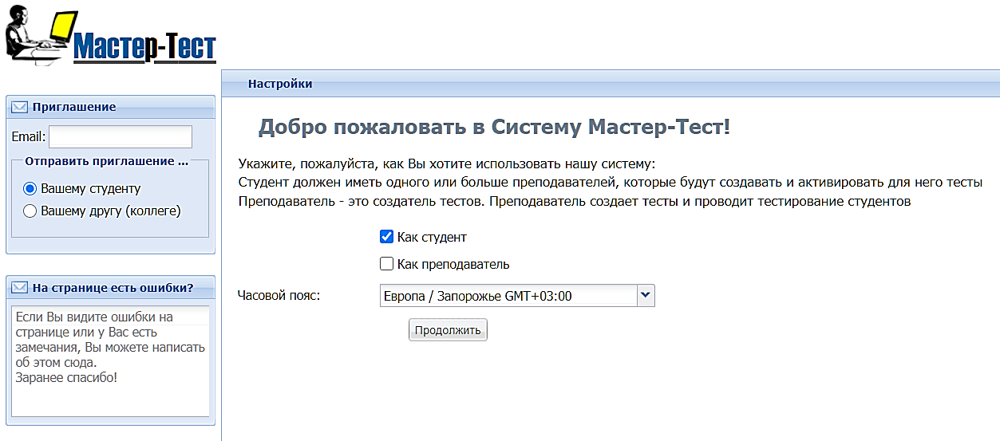 Мастер-Тест
Приглашение
Email:
Отправить приглашение ...
Вашему студенту
Вашему другу (коллеге)
На странице есть ошибки?
Если Вы видите ошибки на
странице или у Вас есть
замечания, Вы можете написать
об этом сюда.
Заранее спасибо!
Настройки
Добро пожаловать в Систему Мастер-Тест!
Укажите, пожалуйста, как Вы хотите использовать нашу систему:
Студент должен иметь одного или больше преподавателей, которые будут создавать и активировать для него тесты
Преподаватель - это создатель тестов. Преподаватель создает тесты и проводит тестирование студентов
Как студент
Как преподаватель
Часовой пояс: Европа / Запорожье GMT+03:00
Продолжить